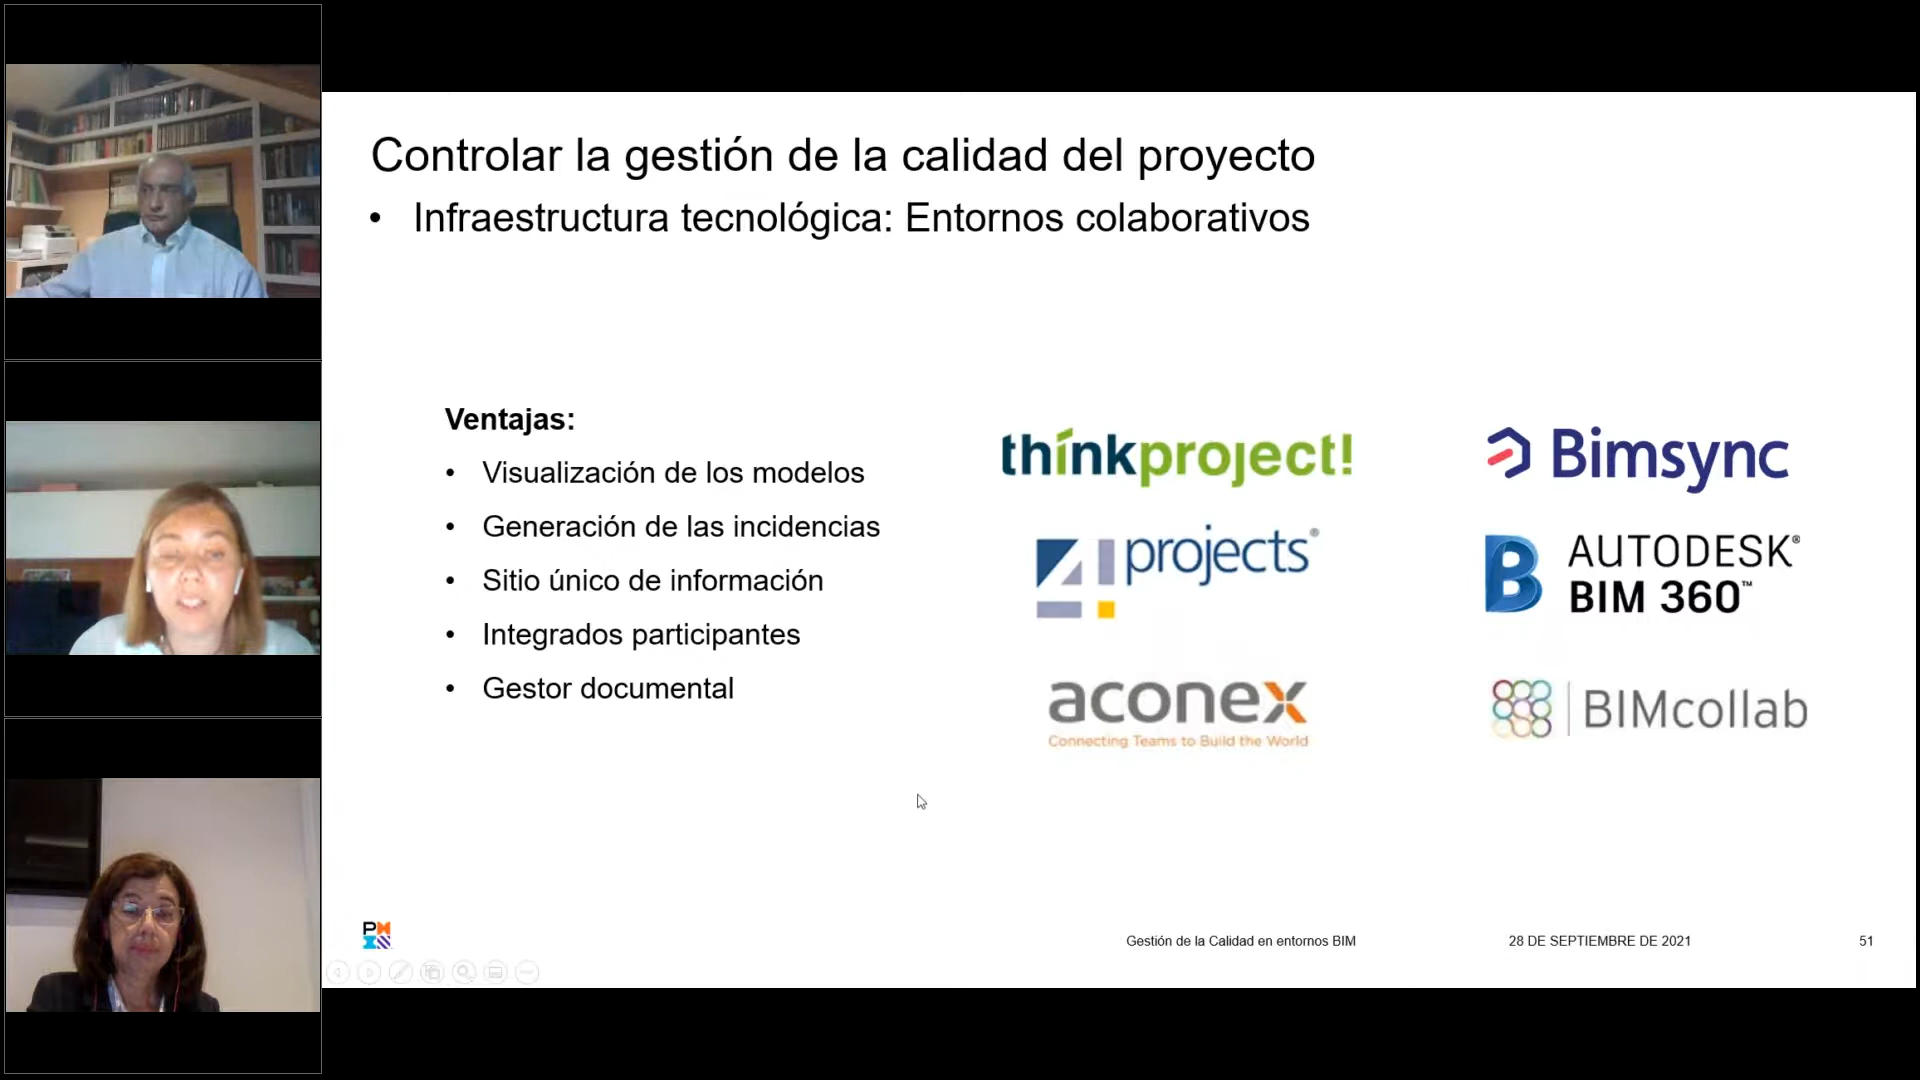 Controlar la gestión de la calidad del proyecto
• Infraestructura tecnológica: Entornos colaborativos
Ventajas:
• Visualización de los modelos
• Generación de las incidencias
• Sitio único de información
• Integrados participantes
• Gestor documental
thinkproject!
Bimsync
4projects®
AUTODESK®
BIM 360™
aconex
Connecting Teams to Build the World
BIMcollab
PM
Gestión de la Calidad en entornos BIM
28 DE SEPTIEMBRE DE 2021
51